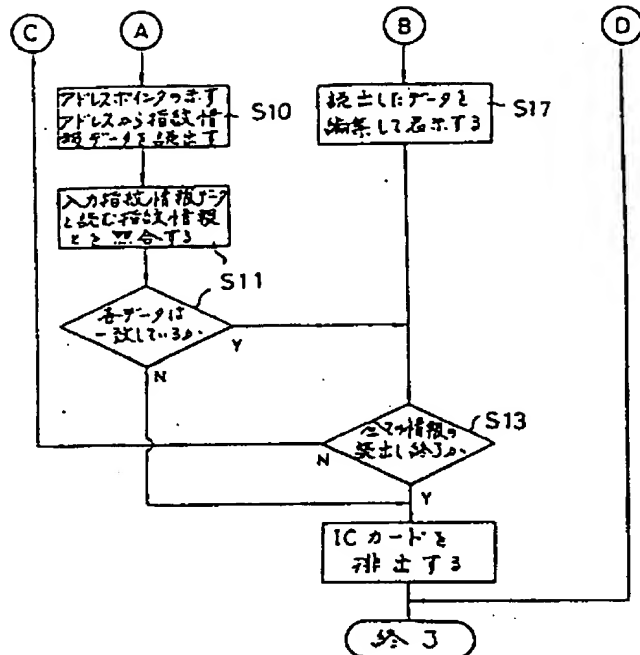 C
A
B
D
アドレスポインタの示す
アドレスから指紋情
報データを読出す
S10
読出したデータを
編集して表示する
S17
入力指紋情報データ
と読む指紋情報
とを照合する
S11
各データは
一致しているか
Y
N
全ての情報の
読出し終了か
S13
N
Y
ICカードを
排出する
終了